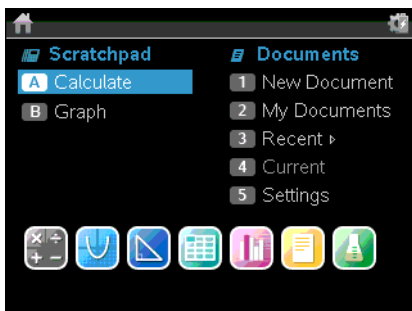 Scratchpad
A Calculate
B Graph
Documents
1 New Document
2 My Documents
3 Recent ▹
4 Current
5 Settings